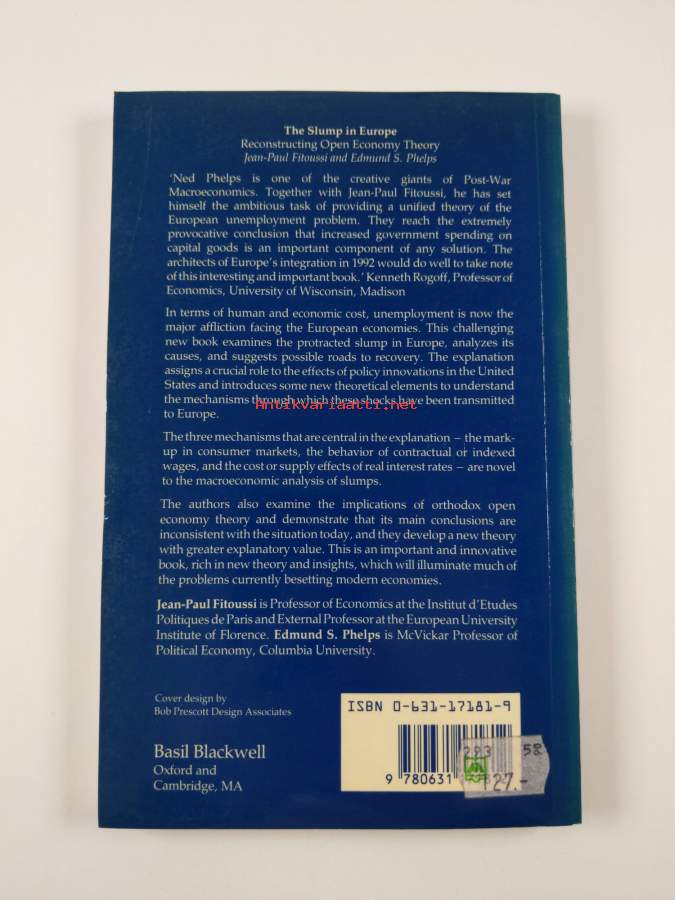 The Slump in Europe
Reconstructing Open Economy Theory
Jean-Paul Fitoussi and Edmund S. Phelps
'Ned Phelps is one of the creative giants of Post-War
Macroeconomics. Together with Jean-Paul Fitoussi, he has set
himself the ambitious task of providing a unified theory of the
European unemployment problem. They reach the extremely
provocative conclusion that increased government spending on
capital goods is an important component of any solution. The
architects of Europe's integration in 1992 would do well to take note
of this interesting and important book.' Kenneth Rogoff, Professor of
Economics, University of Wisconsin, Madison
In terms of human and economic cost, unemployment is now the
major affliction facing the European economies. This challenging
new book examines the protracted slump in Europe, analyzes its
causes, and suggests possible roads to recovery. The explanation
assigns a crucial role to the effects of policy innovations in the United
States and introduces some new theoretical elements to understand
the mechanisms through which these shocks have been transmitted
to Europe.
Antikvariaatti.net
The three mechanisms that are central in the explanation – the mark-
up in consumer markets, the behavior of contractual or indexed
wages, and the cost or supply effects of real interest rates – are novel
to the macroeconomic analysis of slumps.
The authors also examine the implications of orthodox open
economy theory and demonstrate that its main conclusions are
inconsistent with the situation today, and they develop a new theory
with greater explanatory value. This is an important and innovative
book, rich in new theory and insights, which will illuminate much of
the problems currently besetting modern economies.
Jean-Paul Fitoussi is Professor of Economics at the Institut d'Etudes
Politiques de Paris and External Professor at the European University
Institute of Florence. Edmund S. Phelps is McVickar Professor of
Political Economy, Columbia University.
Cover design by
Bob Prescott Design Associates
Basil Blackwell
Oxford and
Cambridge, MA
ISBN 0-631-17181-9
9 780631
293 58
127.-